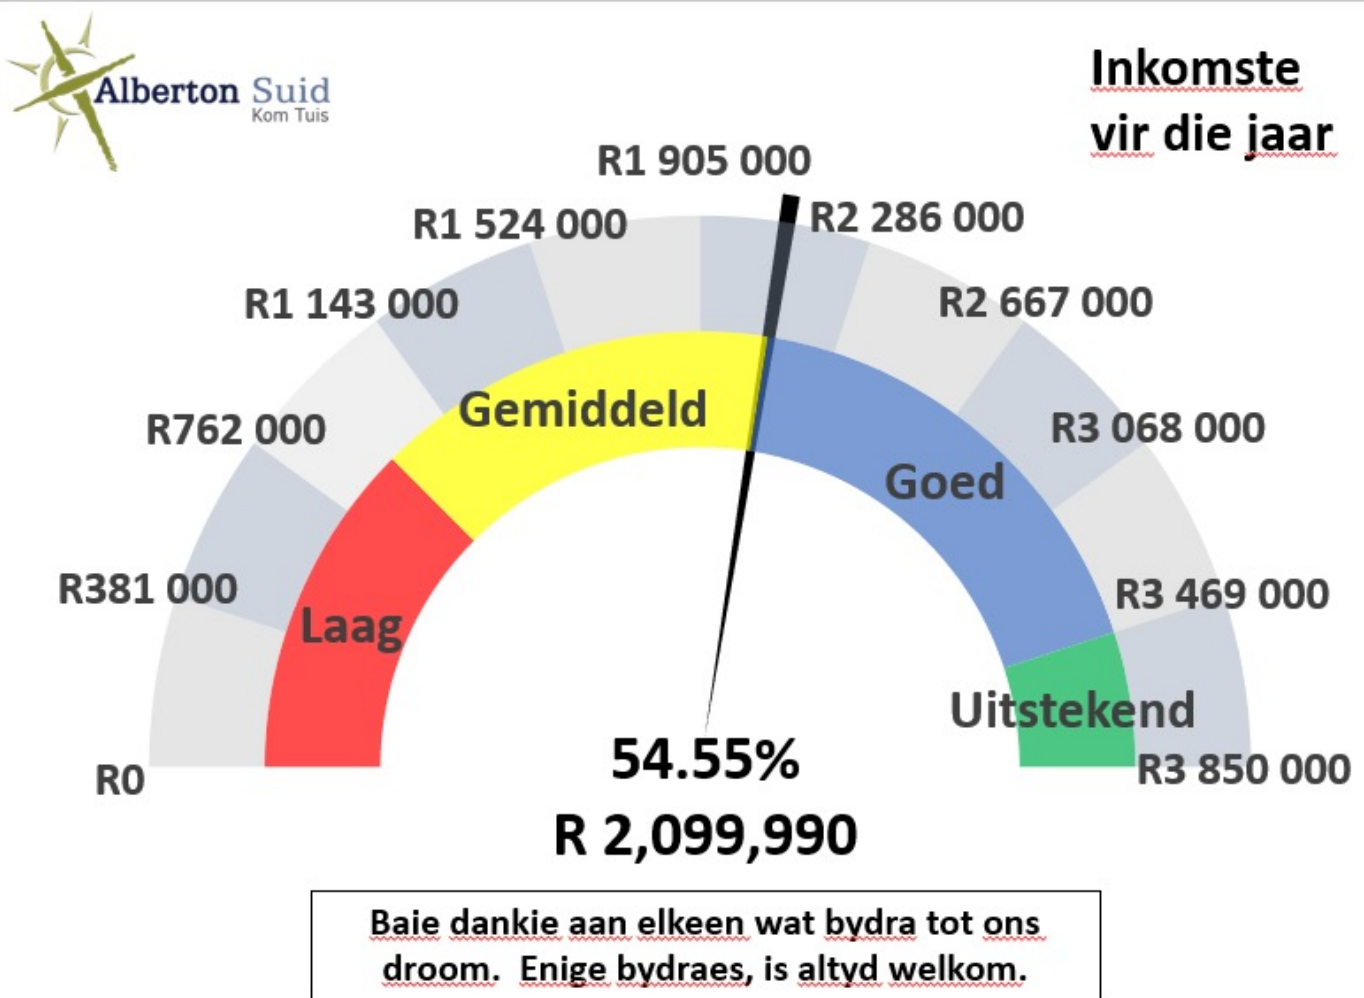 Alberton Suid
Kom Tuis
Inkomste
vir die jaar
R1 905 000
R1 524 000
R2 286 000
R1 143 000
R2 667 000
R762 000
R3 068 000
R381 000
R3 469 000
R0
R3 850 000
Gemiddeld
Goed
Laag
Uitstekend
54.55%
R 2,099,990
Baie dankie aan elkeen wat bydra tot ons
droom.  Enige bydraes, is altyd welkom.